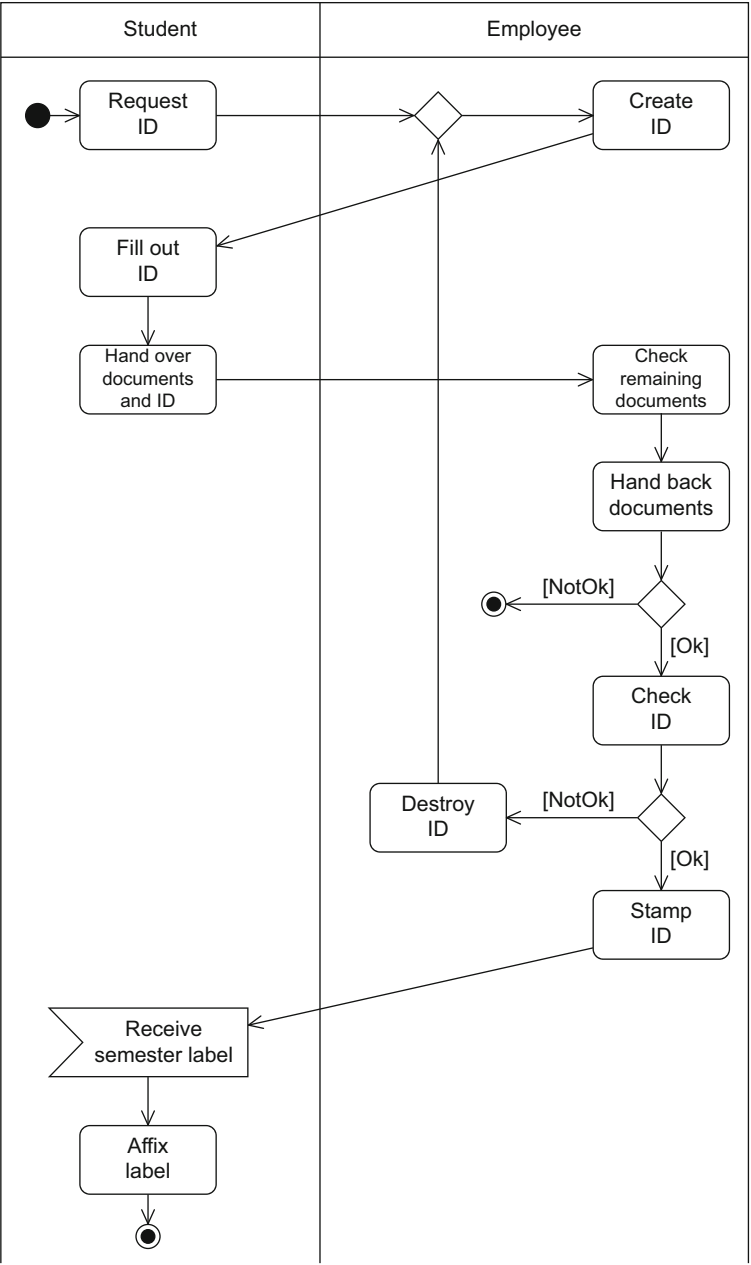 Student
Employee
Request
ID
Create
ID
Fill out
ID
Hand over
documents
and ID
Check
remaining
documents
Hand back
documents
[NotOk]
[Ok]
Check
ID
Destroy
ID
[NotOk]
[Ok]
Stamp
ID
Receive
semester label
Affix
label